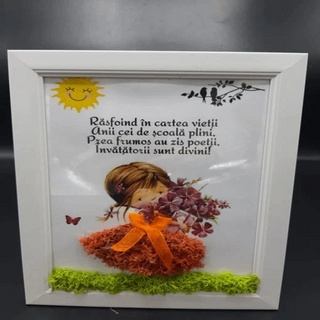 Răsfoind în cartea vieții
Anii cei de școală plini.
Prea frumos au zis poeții.
Învățătorii sunt divini!